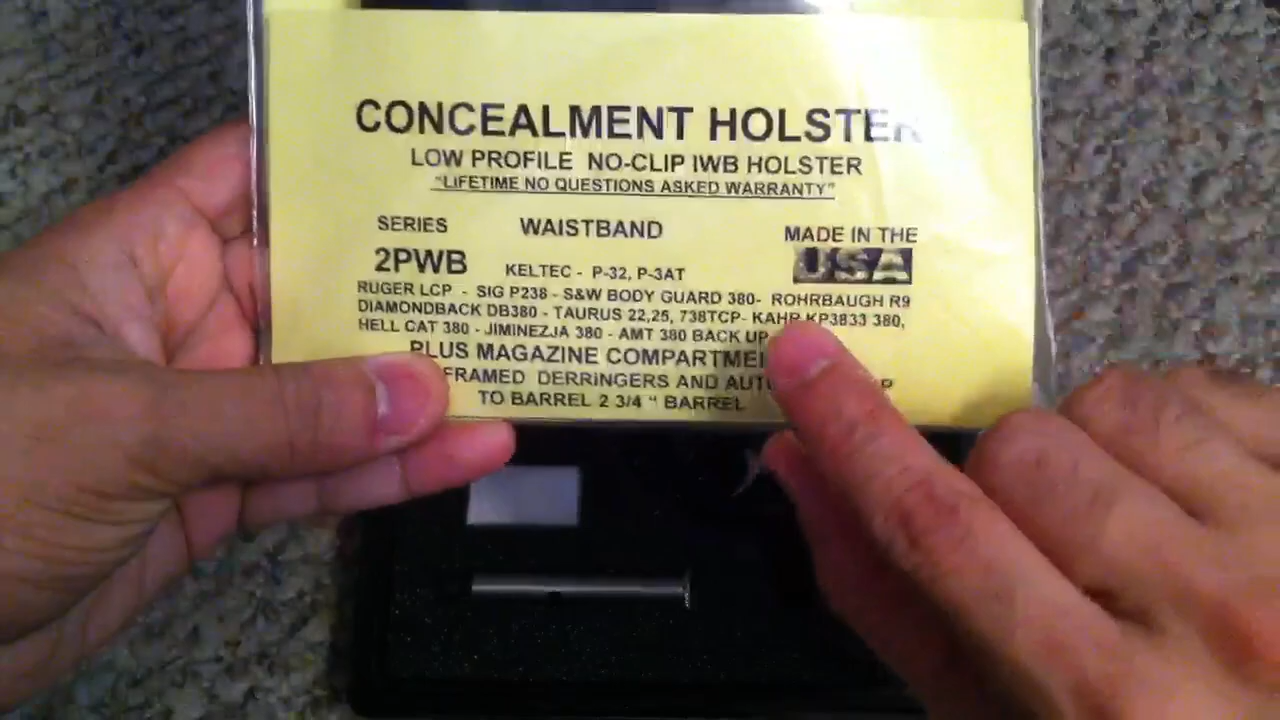 CONCEALMENT HOLSTER
LOW PROFILE NO-CLIP IWB HOLSTER
"LIFETIME NO QUESTIONS ASKED WARRANTY"
SERIES WAISTBAND MADE IN THE
2PWB KELTEC - P-32, P-3AT USA
RUGER LCP - SIG P238 - S&W BODY GUARD 380- ROHRBAUGH R9
DIAMONDBACK DB380 - TAURUS 22,25, 738TCP- KAHR KP3833 380,
HELL CAT 380 - JIMINEZJA 380 - AMT 380 BACK UP
PLUS MAGAZINE
FRAMED DERRINGERS AND
TO BARREL 2 3/4 " BARREL